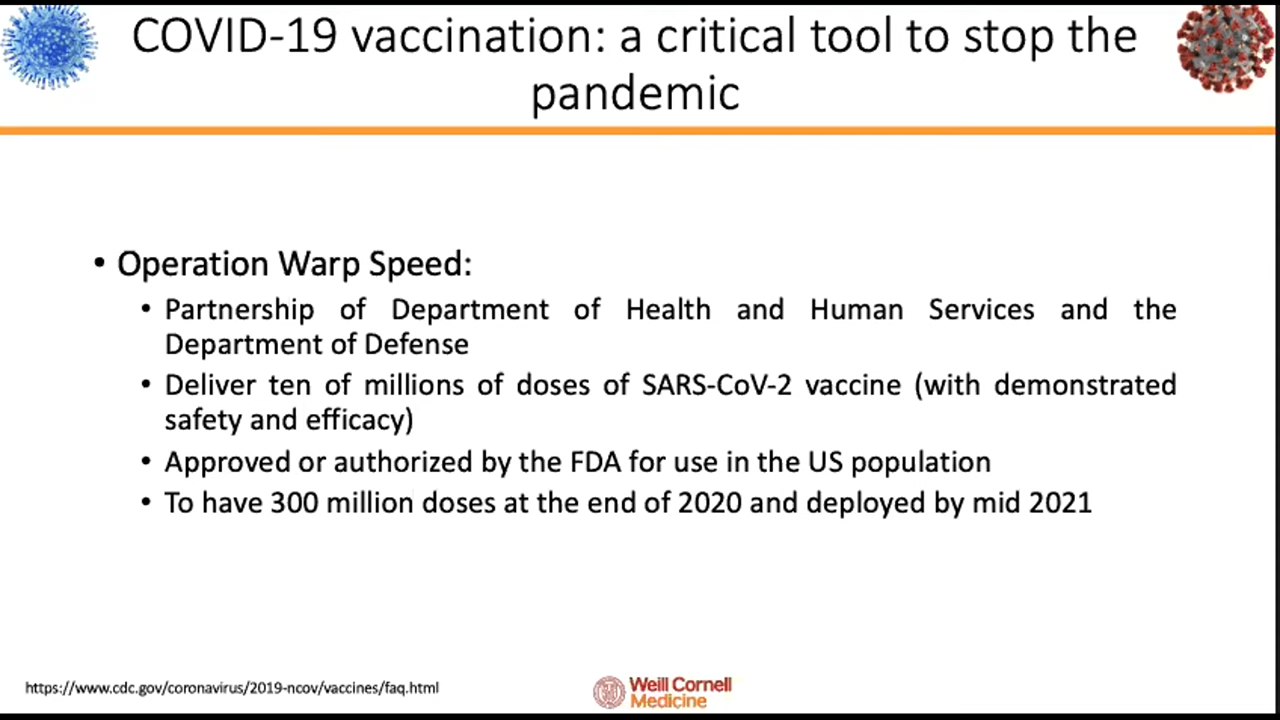 COVID-19 vaccination: a critical tool to stop the
pandemic
• Operation Warp Speed:
• Partnership of Department of Health and Human Services and the
Department of Defense
• Deliver ten of millions of doses of SARS-CoV-2 vaccine (with demonstrated
safety and efficacy)
• Approved or authorized by the FDA for use in the US population
• To have 300 million doses at the end of 2020 and deployed by mid 2021
https://www.cdc.gov/coronavirus/2019-ncov/vaccines/faq.html
Weill Cornell
Medicine